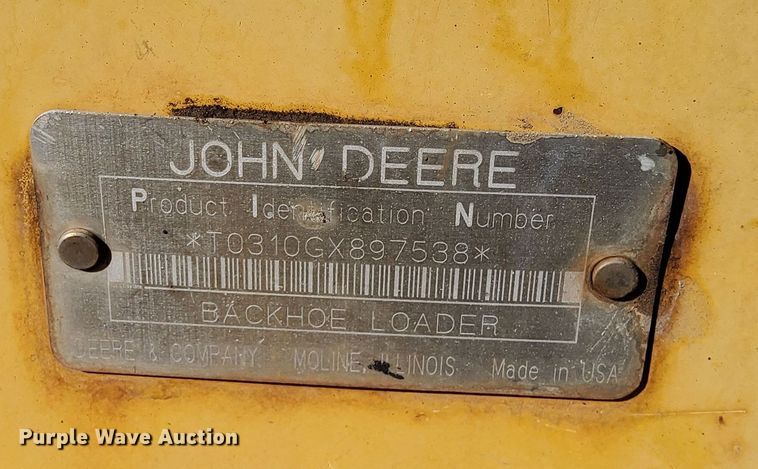 JOHN DEERE
Product Identification Number
*T0310GX897538*
BACKHOE LOADER
DEERE & COMPANY MOLINE, ILLINOIS Made in USA
Purple Wave Auction